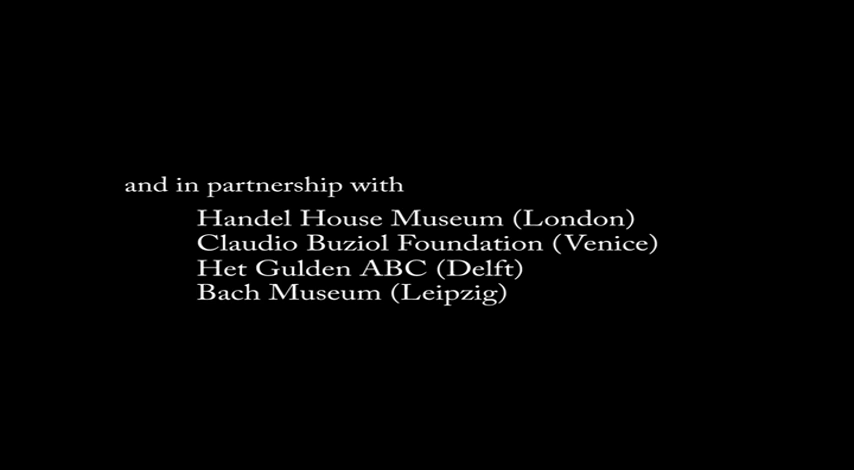 and in partnership with
Handel House Museum (London)
Claudio Buziol Foundation (Venice)
Het Gulden ABC (Delft)
Bach Museum (Leipzig)